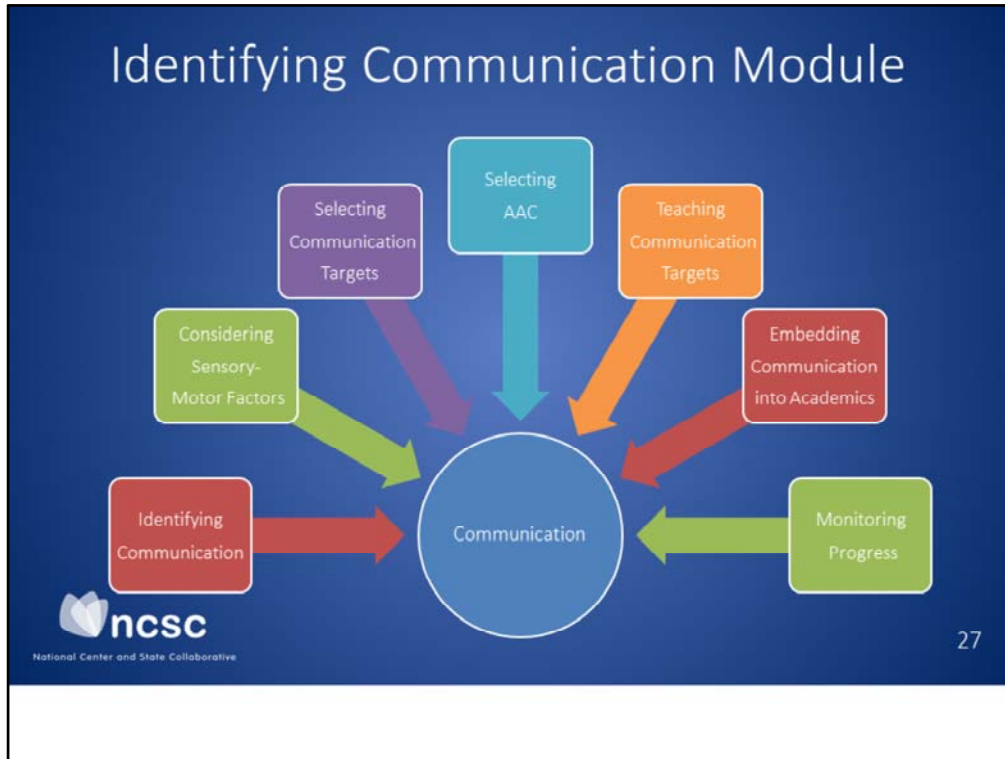 Identifying Communication Module
Selecting
AAC
Selecting
Communication
Targets
Teaching
Communication
Targets
Considering
Sensory-
Motor Factors
Embedding
Communication
into Academics
Identifying
Communication
Communication
Monitoring
Progress
ncsc
National Center and State Collaborative
27